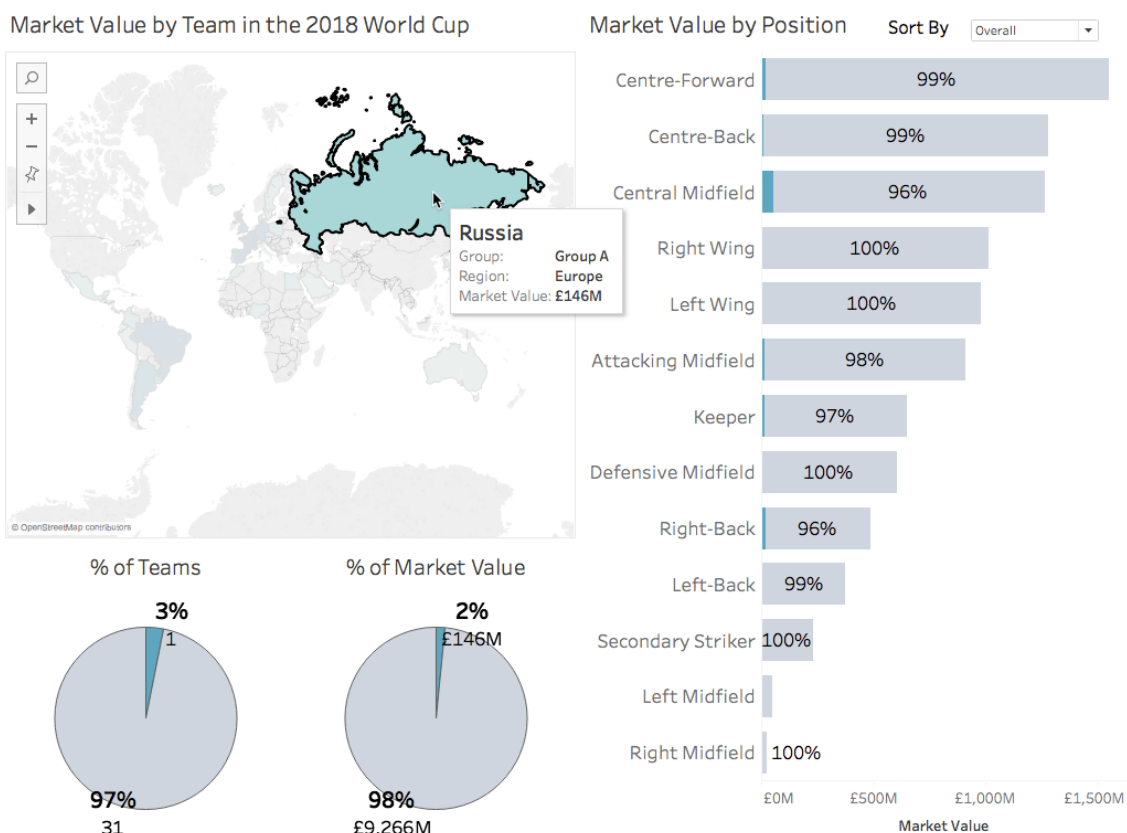 Market Value by Team in the 2018 World Cup
Russia
Group: Group A
Region: Europe
Market Value: £146M
© OpenStreetMap contributors
% of Teams
3%
1
97%
31
% of Market Value
2%
£146M
98%
£9,266M
Market Value by Position
Sort By Overall
Centre-Forward 99%
Centre-Back 99%
Central Midfield 96%
Right Wing 100%
Left Wing 100%
Attacking Midfield 98%
Keeper 97%
Defensive Midfield 100%
Right-Back 96%
Left-Back 99%
Secondary Striker 100%
Left Midfield
Right Midfield 100%
£0M £500M £1,000M £1,500M
Market Value